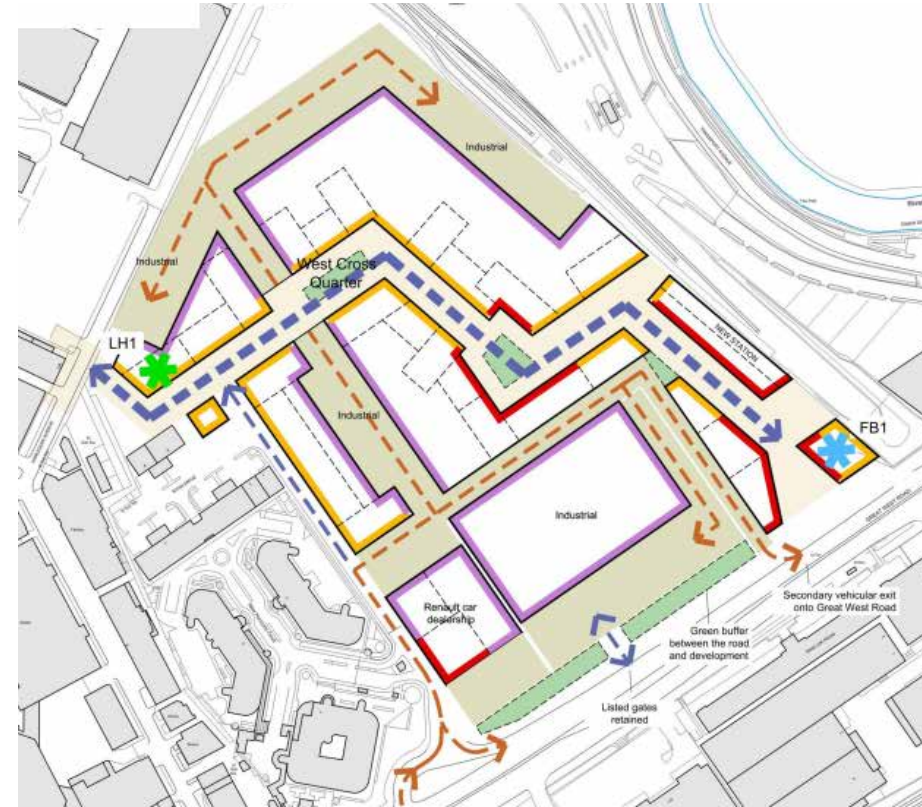 Industrial
Industrial
West Cross
Quarter
LH1
NEW STATION
FB1
Industrial
Industrial
GREAT WEST ROAD
Renault car
dealership
Secondary vehicular exit
onto Great West Road
Green buffer
between the road
and development
Listed gates
retained